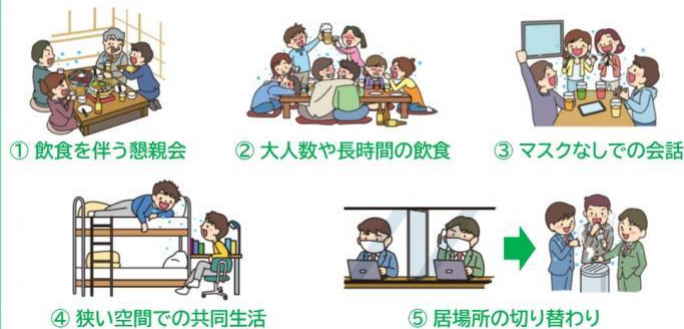 ① 飲食を伴う懇親会
② 大人数や長時間の飲食
③ マスクなしでの会話
④ 狭い空間での共同生活
⑤ 居場所の切り替わり